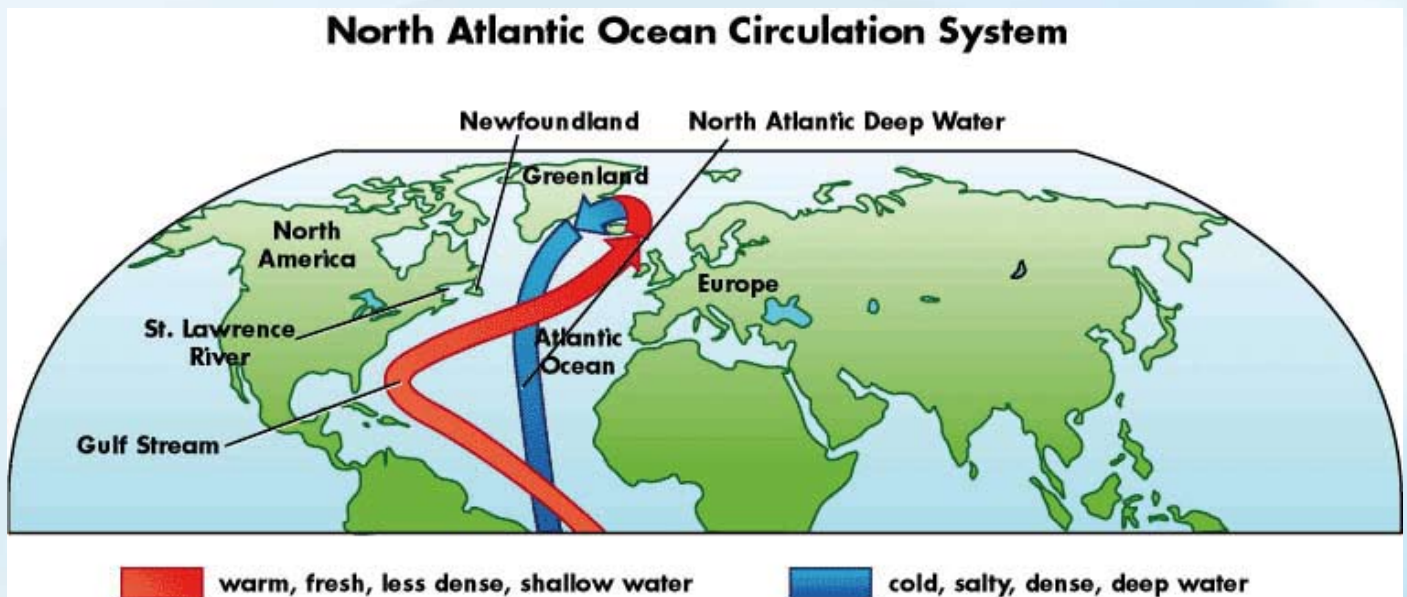 North Atlantic Ocean Circulation System
Newfoundland
North Atlantic Deep Water
Greenland
North
America
Europe
St. Lawrence
River
Atlantic
Ocean
Gulf Stream
warm, fresh, less dense, shallow water
cold, salty, dense, deep water